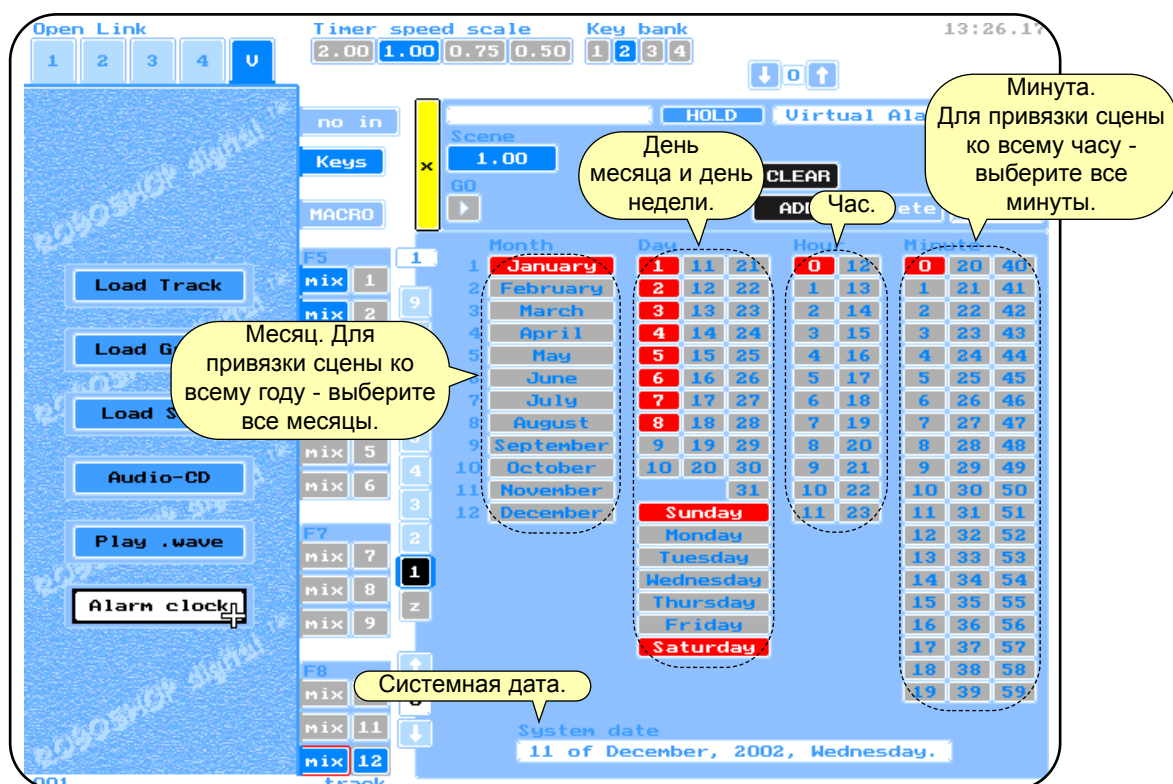 Open Link
Timer speed scale
Key bank
13:26.17
1 2 3 4 V
2.00 1.00 0.75 0.50
1 2 3 4
0
Минута.
Для привязки сцены
ко всему часу -
выберите все
минуты.
no in
Keys
MACRO
x
HOLD
Virtual Ala
Scene
1.00
GO
CLEAR
ADD
ete
День
месяца и день
недели.
Час.
Month Day Hour Minute
1 January 1 11 21 0 12 0 20 40
2 February 2 12 22 1 13 1 21 41
3 March 3 13 23 2 14 2 22 42
April 4 14 24 3 15 3 23 43
5 May 5 15 25 4 16 4 24 44
June 6 16 26 5 17 5 25 45
7 July 7 17 27 6 18 6 26 46
8 August 8 18 28 7 19 7 27 47
9 September 9 19 29 8 20 8 28 48
10 October 10 20 30 9 21 9 29 49
11 November 31 10 22 10 30 50
12 December 11 23 11 31 51
Sunday
Monday
Tuesday
Wednesday
Thursday
Friday
Saturday
12 32 52
13 33 53
14 34 54
15 35 55
16 36 56
17 37 57
18 38 58
19 39 59
Месяц. Для
привязки сцены ко
всему году - выберите
все месяцы.
Load Track
Load G
Load S
Audio-CD
Play .wave
Alarm clock
ROBOSHOP digital
F5
mix 1
mix 2
mix 5
mix 6
F7
mix 7
mix 8
mix 9
F8
mix
mix 11
mix 12
1
9
4
3
2
1
z
Системная дата.
System date
11 of December, 2002, Wednesday.
001
track